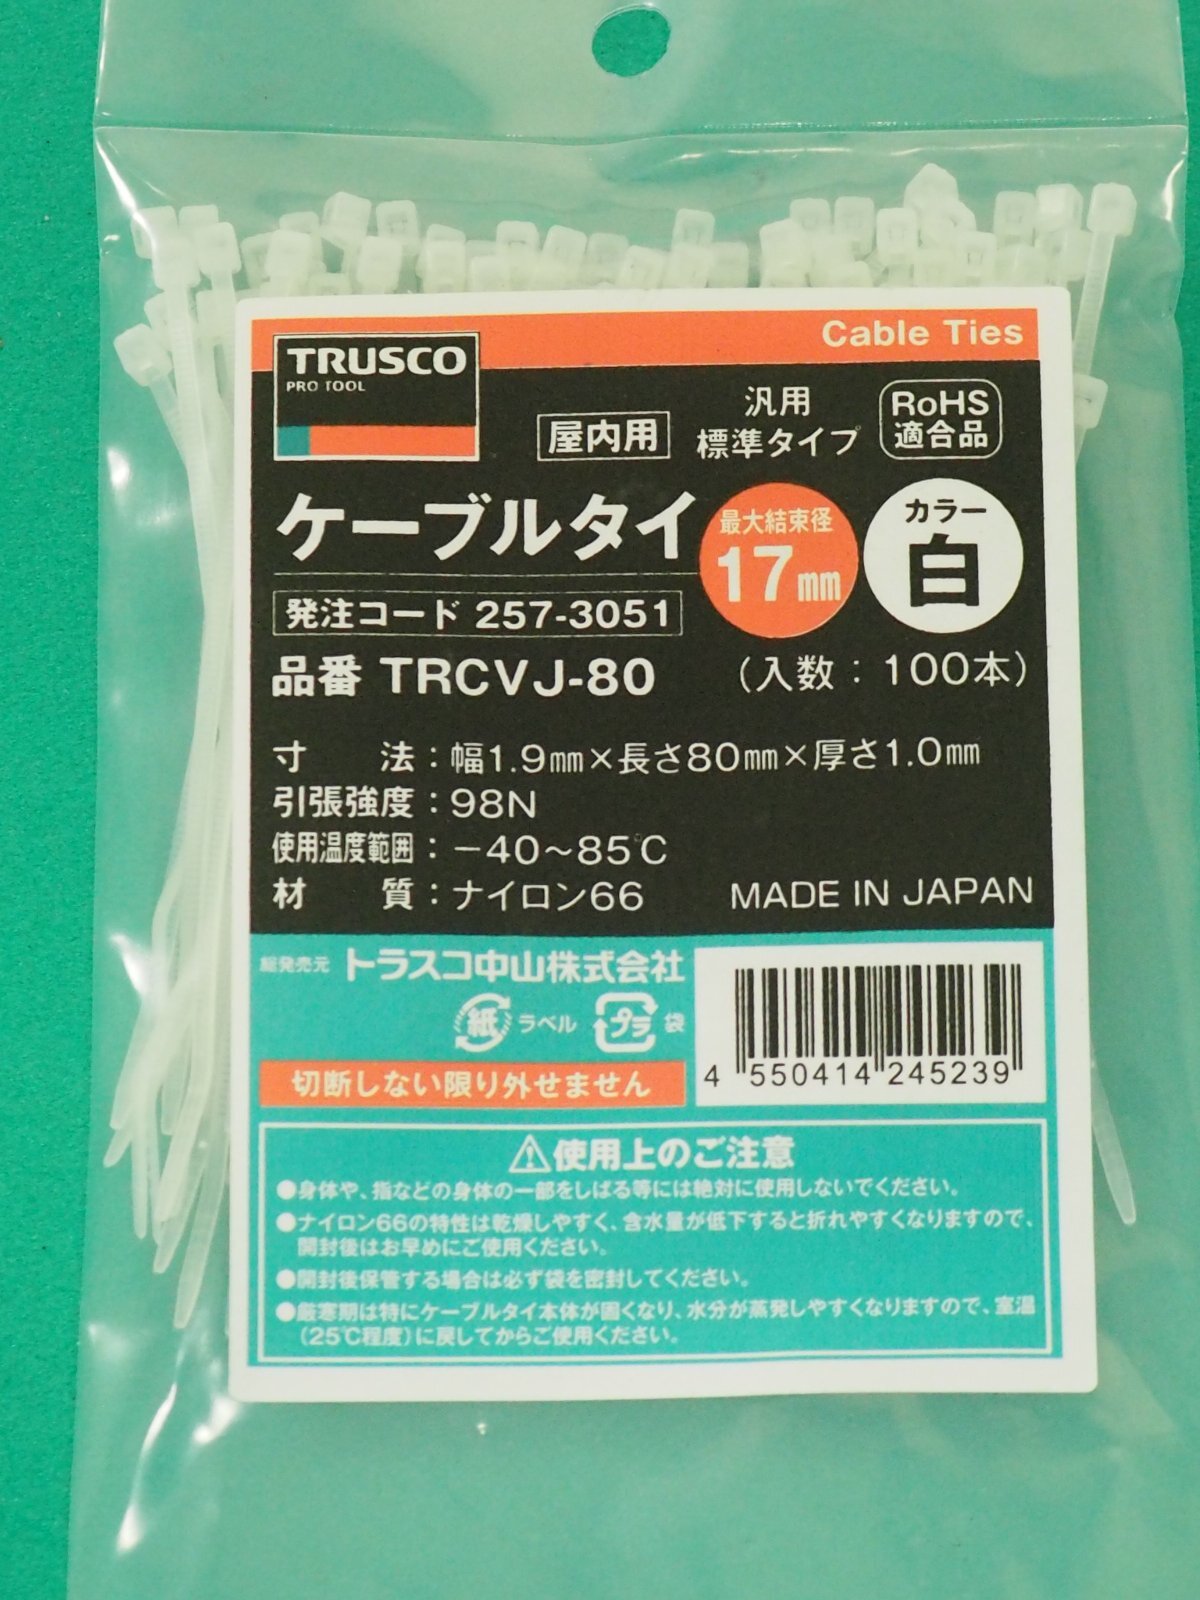 Cable Ties
TRUSCO
PRO TOOL
屋内用
汎用
標準タイプ
RoHS
適合品
ケーブルタイ
最大結束径
17mm
カラー
白
発注コード 257-3051
品番 TRCVJ-80
（入数：100本）
寸法：幅1.9mm×長さ80mm×厚さ1.0mm
引張強度：98N
使用温度範囲：－40～85℃
材質：ナイロン66
MADE IN JAPAN
総発売元 トラスコ中山株式会社
紙 ラベル プラ 袋
切断しない限り外せません
4 550414 245239
⚠使用上のご注意
●身体や、指などの身体の一部をしばる等には絶対に使用しないでください。
●ナイロン66の特性は乾燥しやすく、含水量が低下すると折れやすくなりますので、
開封後はお早めにご使用ください。
●開封後保管する場合は必ず袋を密封してください。
●厳寒期は特にケーブルタイ本体が固くなり、水分が蒸発しやすくなりますので、室温
（25℃程度）に戻してからご使用ください。